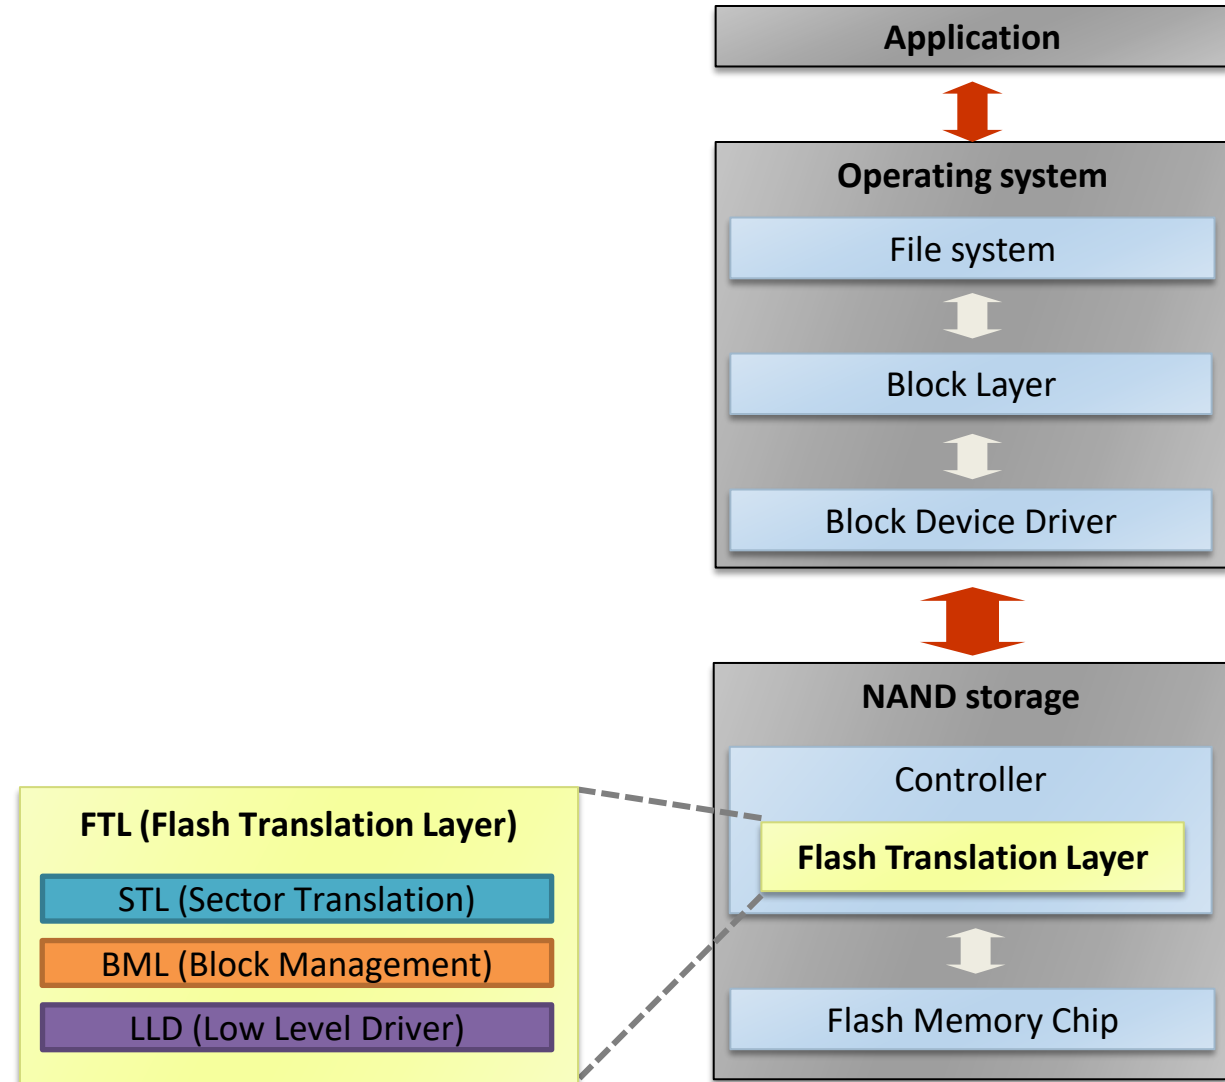 Application
Operating system
File system
Block Layer
Block Device Driver
NAND storage
Controller
Flash Translation Layer
Flash Memory Chip
FTL (Flash Translation Layer)
STL (Sector Translation)
BML (Block Management)
LLD (Low Level Driver)